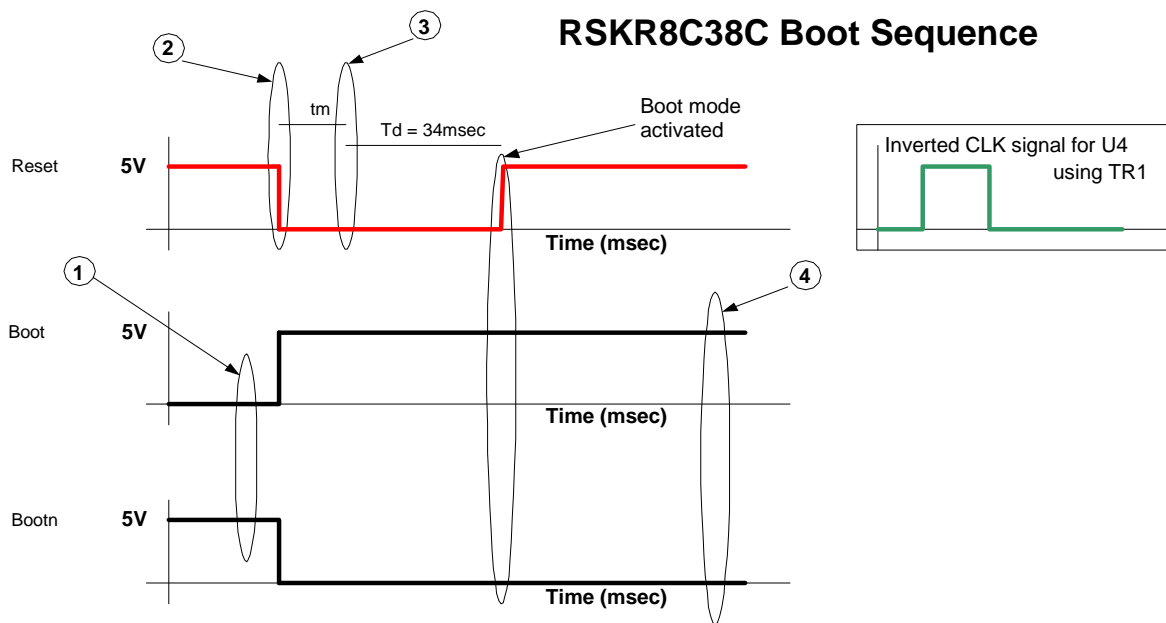 RSKR8C38C Boot Sequence
3
2
tm
Td = 34msec
Boot mode
activated
Inverted CLK signal for U4
using TR1
Reset
5V
Time (msec)
1
4
Boot
5V
Time (msec)
Bootn
5V
Time (msec)